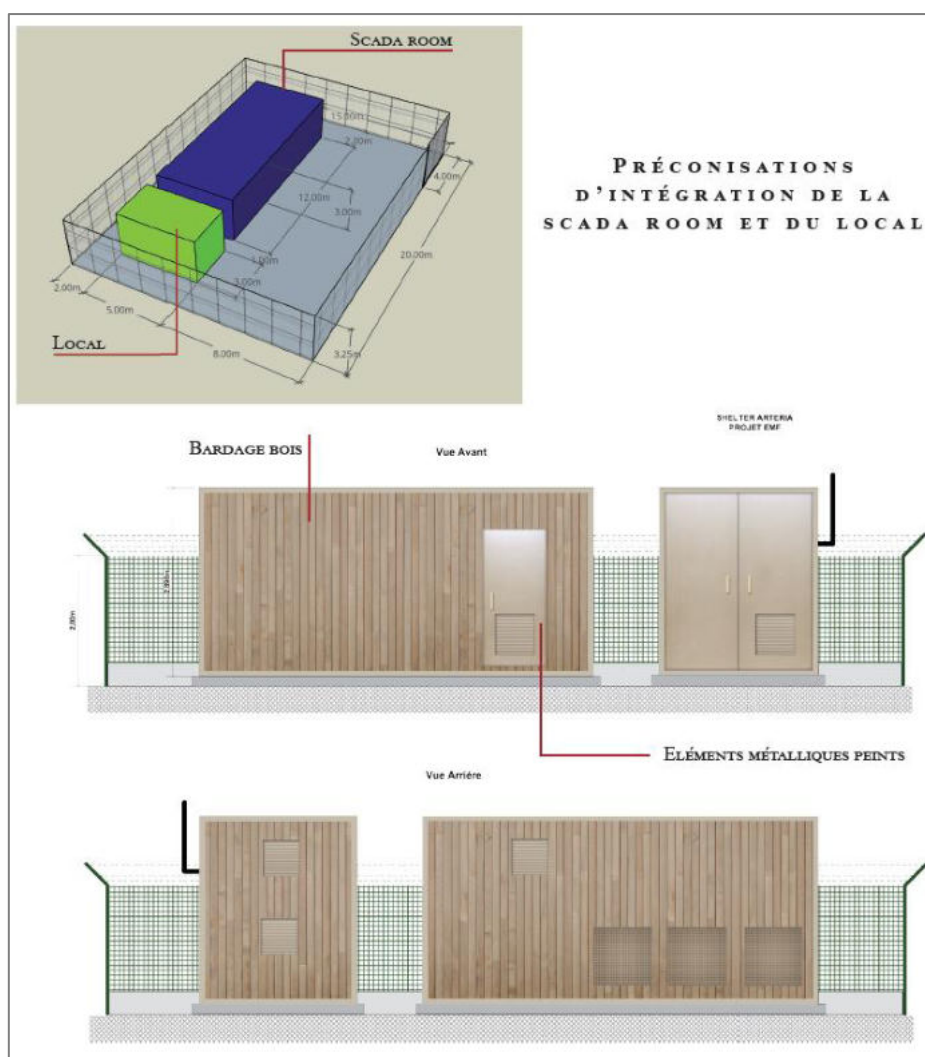 SCADA ROOM
15.00m
2.00m
4.00m
12.00m
3.00m
20.00m
3.00m
2.00m
5.00m
8.00m
3.25m
LOCAL
PRÉCONISATIONS
D'INTÉGRATION DE LA
SCADA ROOM ET DU LOCAL
SHELTER ARTERIA
PROJET EMF
BARDAGE BOIS
Vue Avant
2.00m
ELÉMENTS MÉTALLIQUES PEINTS
Vue Arrière